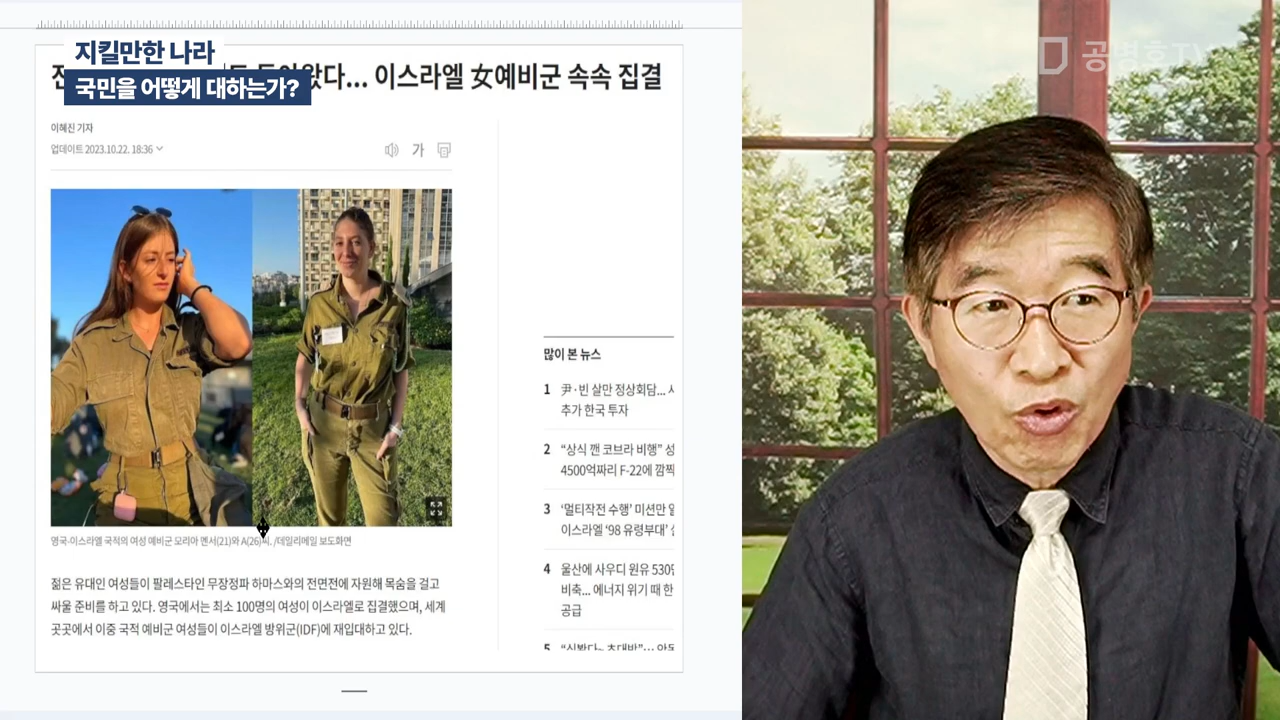 지킬만한 나라
국민을 어떻게 대하는가?
왔다... 이스라엘 女예비군 속속 집결
이혜진 기자
업데이트 2023.10.22. 18:36
가
영국·이스라엘 국적의 여성 예비군 모리아 멘서(21)와 A(26)씨. /데일리메일 보도화면
젊은 유대인 여성들이 팔레스타인 무장정파 하마스와의 전면전에 자원해 목숨을 걸고
싸울 준비를 하고 있다. 영국에서는 최소 100명의 여성이 이스라엘로 집결했으며, 세계
곳곳에서 이중 국적 예비군 여성들이 이스라엘 방위군(IDF)에 재입대하고 있다.
많이 본 뉴스
1 尹·빈 살만 정상회담...
추가 한국 투자
2 “상식 깬 코브라 비행”
4500억짜리 F-22에 깜짝
3 ‘멀티작전 수행’ 미션만
이스라엘 ‘98 유령부대’
4 울산에 사우디 원유 530만
비축... 에너지 위기 때 한
공급
5
공병호TV